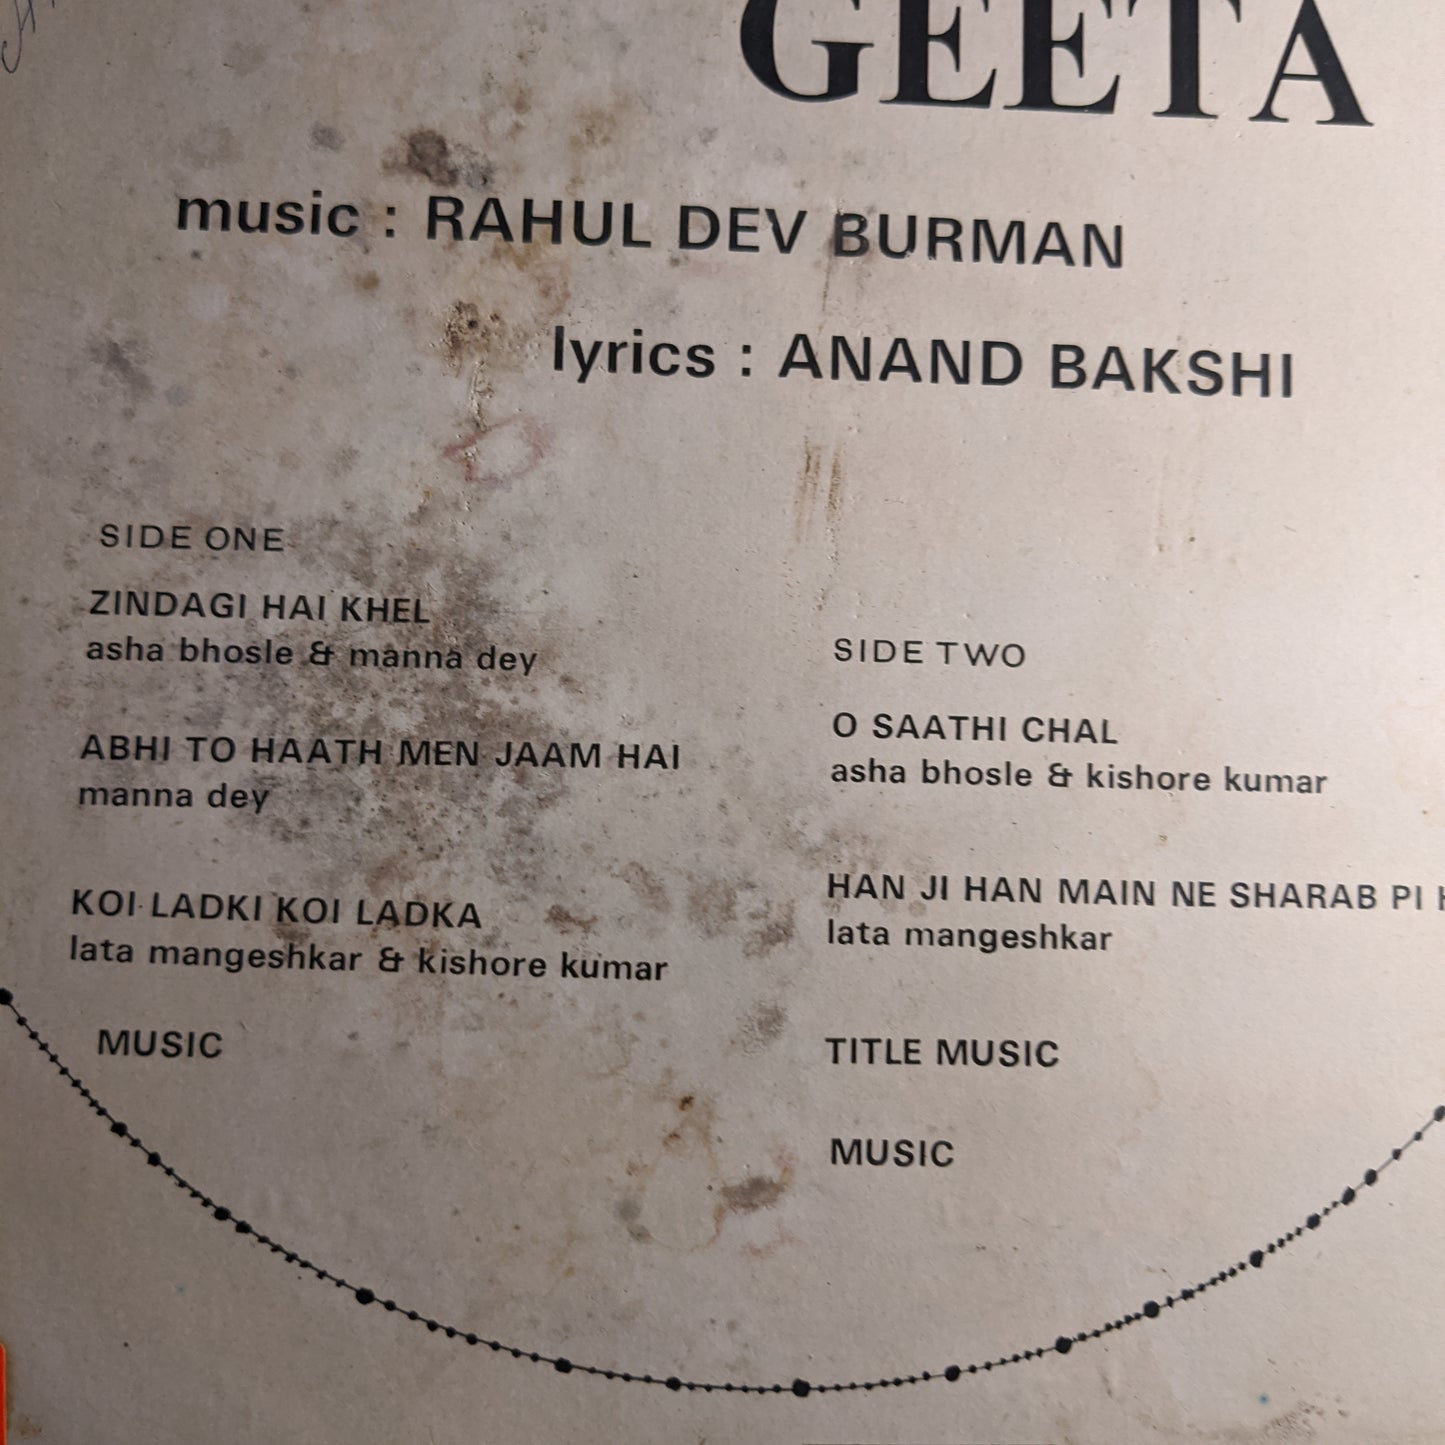 GEETA
music : RAHUL DEV BURMAN
lyrics : ANAND BAKSHI
SIDE ONE
ZINDAGI HAI KHEL
asha bhosle & manna dey
ABHI TO HAATH MEN JAAM HAI
manna dey
KOI LADKI KOI LADKA
lata mangeshkar & kishore kumar
MUSIC
SIDE TWO
O SAATHI CHAL
asha bhosle & kishore kumar
HAN JI HAN MAIN NE SHARAB PI
lata mangeshkar
TITLE MUSIC
MUSIC